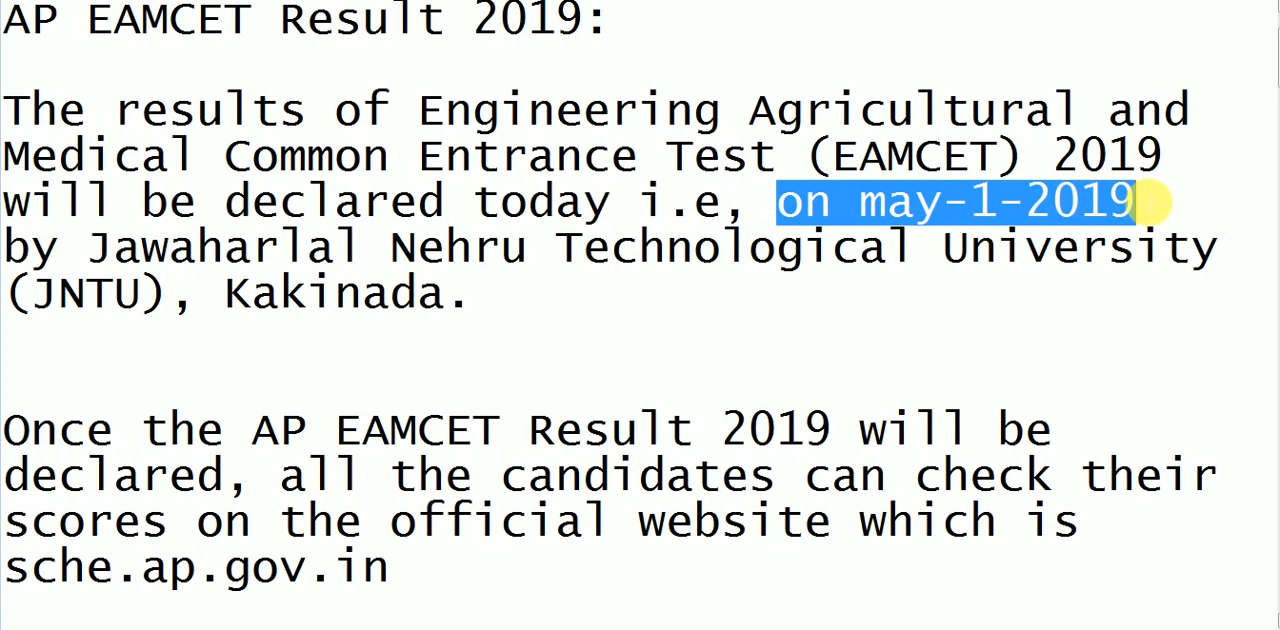 AP EAMCET Result 2019:
The results of Engineering Agricultural and
Medical Common Entrance Test (EAMCET) 2019
will be declared today i.e, on may-1-2019
by Jawaharlal Nehru Technological University
(JNTU), Kakinada.
Once the AP EAMCET Result 2019 will be
declared, all the candidates can check their
scores on the official website which is
sche.ap.gov.in